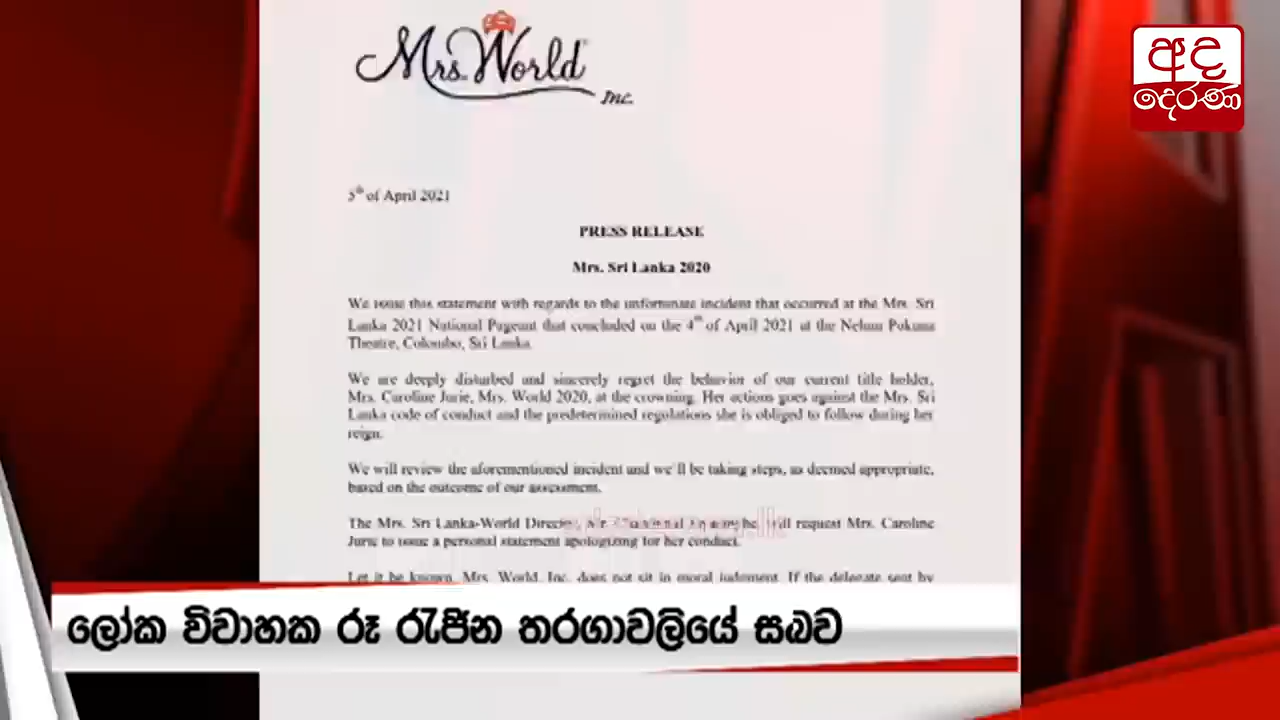 Mrs. World
Inc.
අද
දෙරණ
5th of April 2021
PRESS RELEASE
Mrs. Sri Lanka 2020
We issue this statement with regards to the unfortunate incident that occurred at the Mrs. Sri
Lanka 2021 National Pageant that concluded on the 4th of April 2021 at the Nelum Pokuna
Theatre, Colombo, Sri Lanka.
We are deeply disturbed and sincerely regret the behavior of our current title holder,
Mrs. Caroline Jurie, Mrs. World 2020, at the crowning. Her actions goes against the Mrs. Sri
Lanka code of conduct and the predetermined regulations she is obliged to follow during her
reign.
We will review the aforementioned incident and we'll be taking steps, as deemed appropriate,
based on the outcome of our assessment.
The Mrs. Sri Lanka-World Director, will request Mrs. Caroline
Jurie to issue a personal statement apologizing for her conduct.
Let it be known, Mrs. World, Inc. does not sit in moral judgment. If the delegate sent by
ලෝක විවාහක රූ රැජින තරගාවලියේ සබව